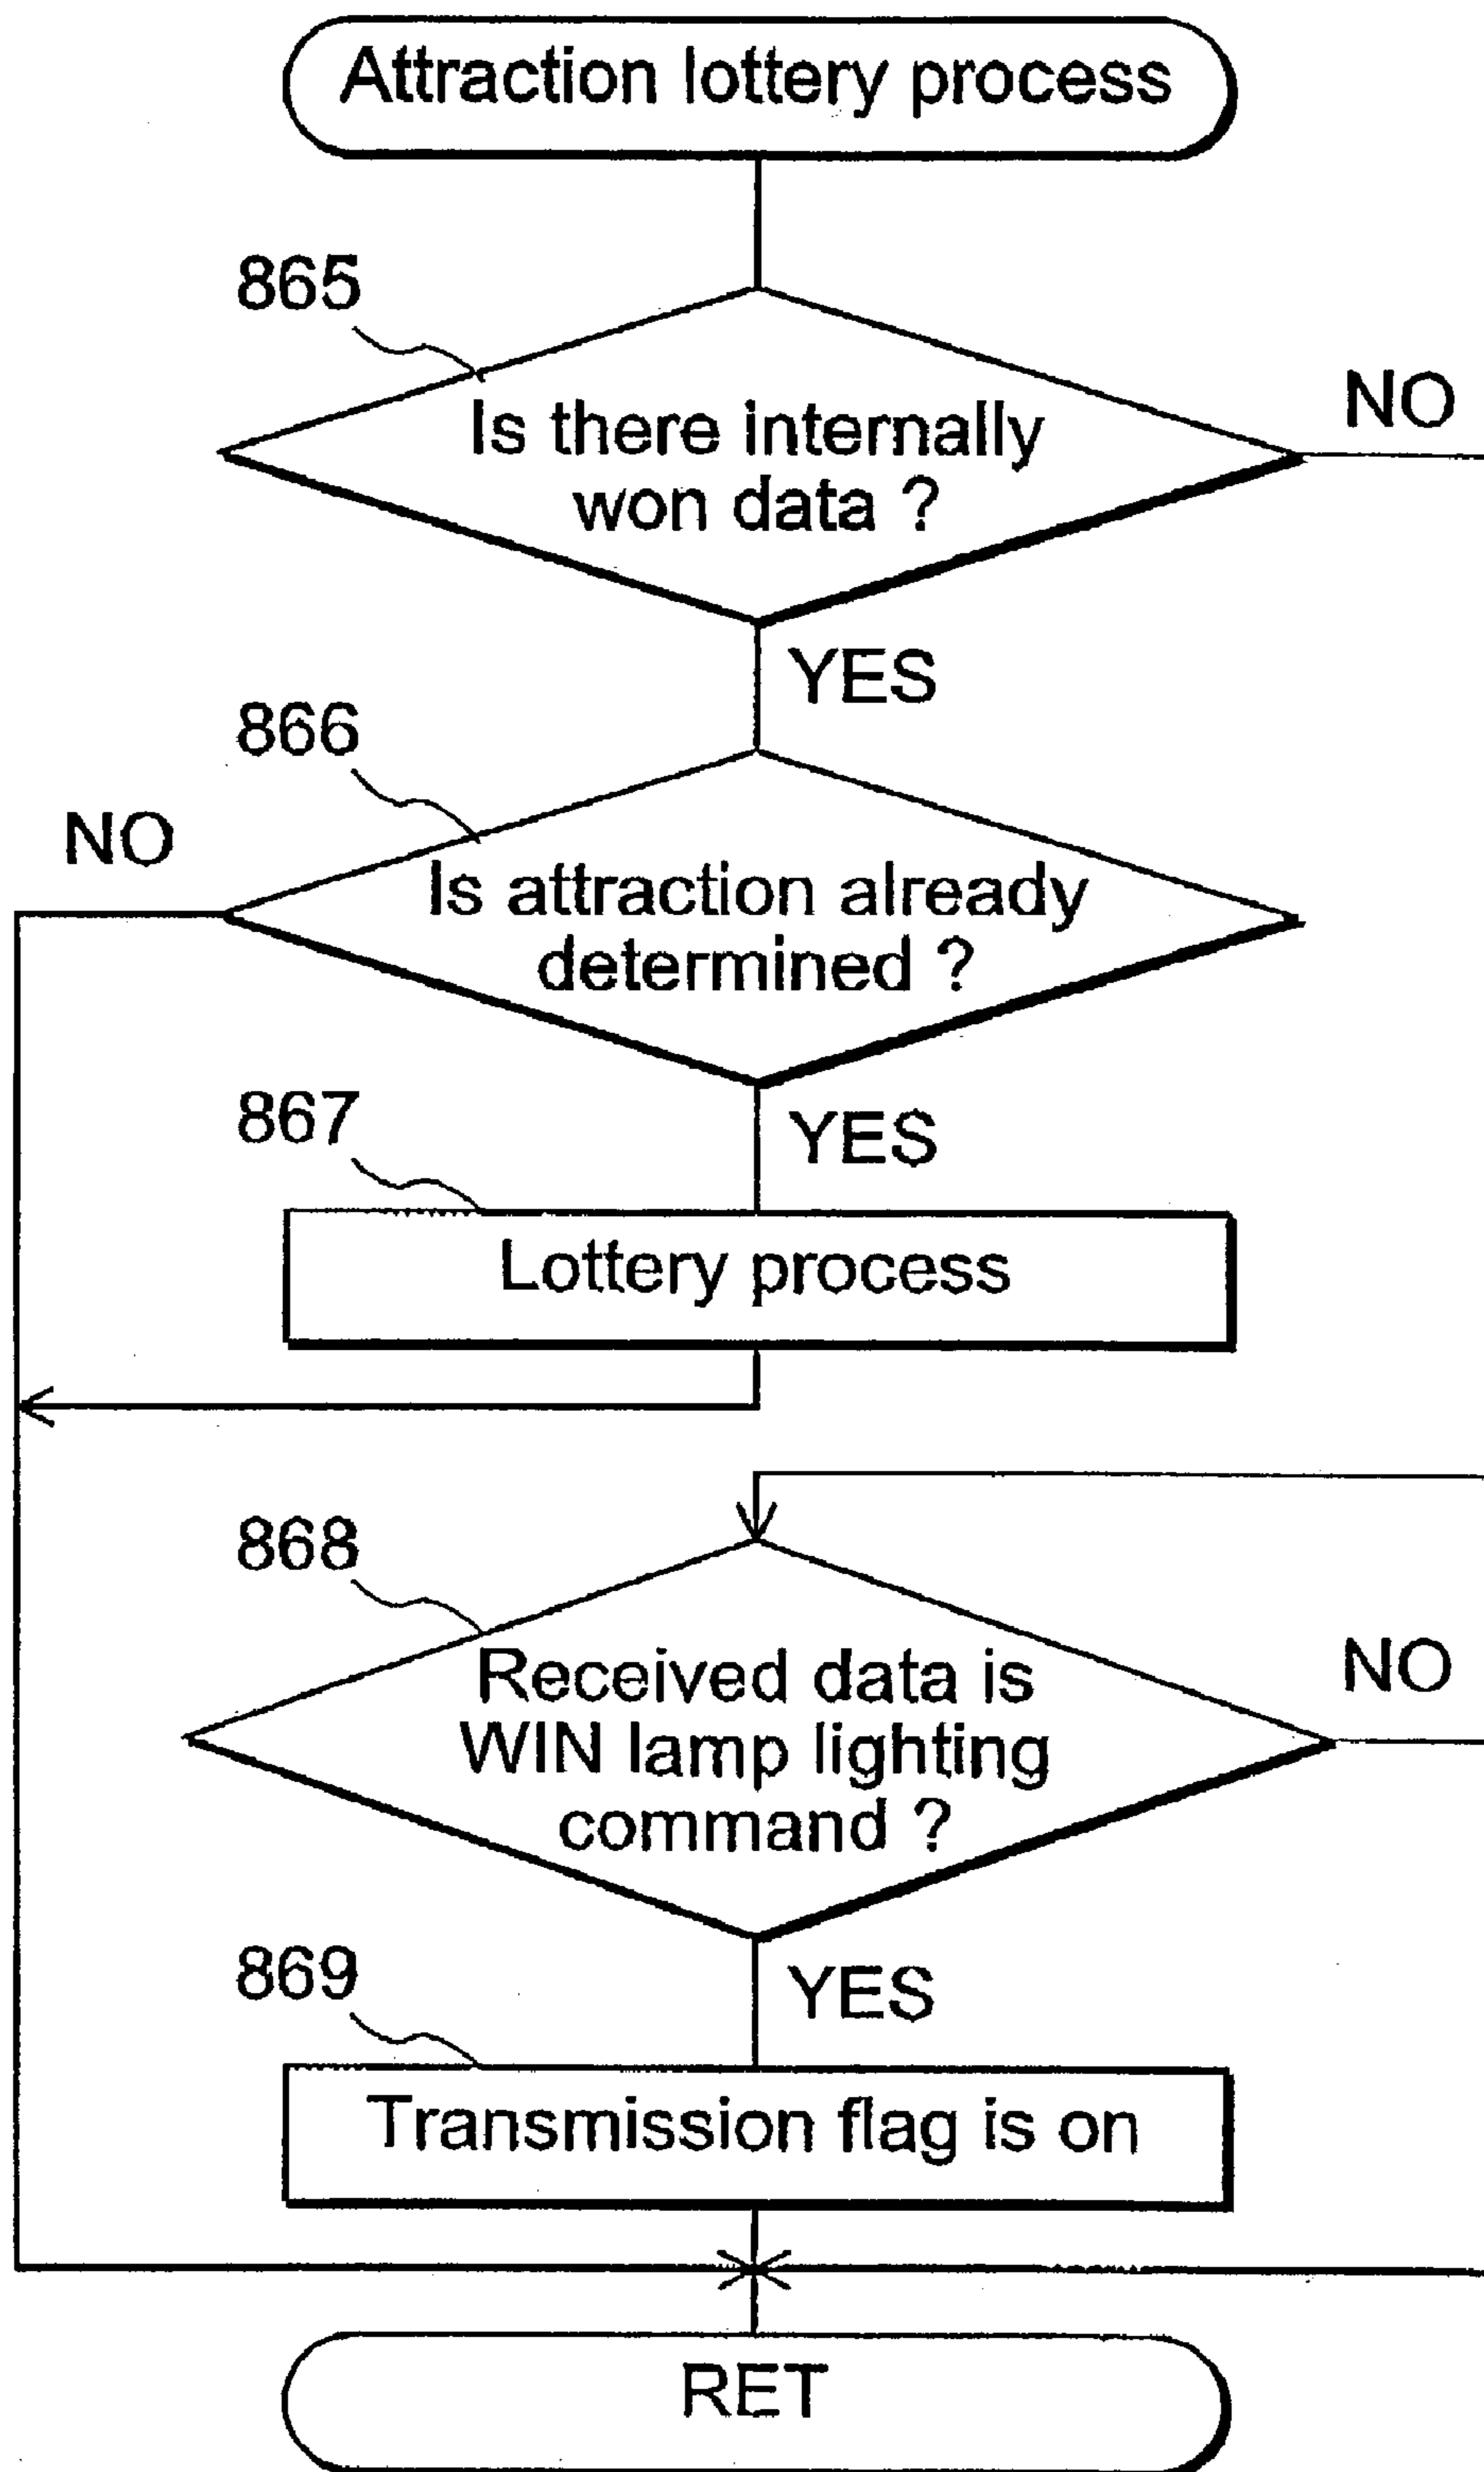 Attraction lottery process
865
Is there internally
won data ?
NO
YES
866
NO
Is attraction already
determined ?
867
YES
Lottery process
868
Received data is
WIN lamp lighting
command ?
NO
869
YES
Transmission flag is on
RET